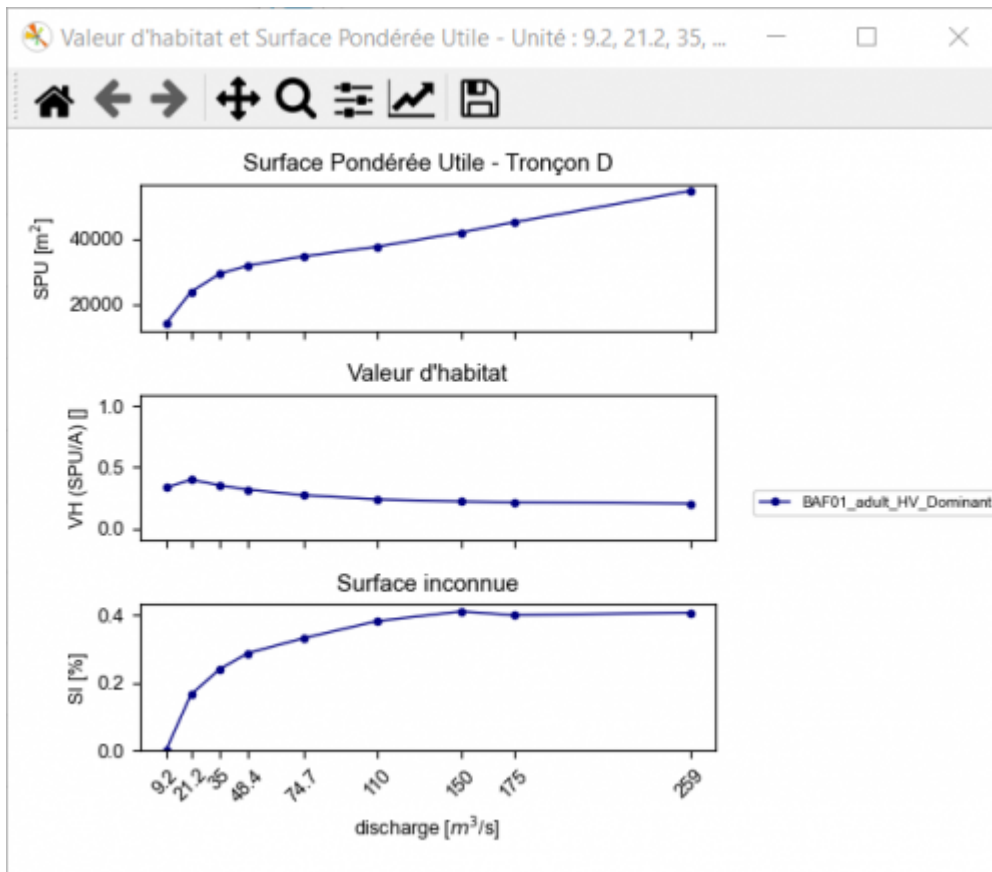 Valeur d'habitat et Surface Pondérée Utile - Unité : 9.2, 21.2, 35, ...
Surface Pondérée Utile - Tronçon D
SPU [m²]
40000
20000
Valeur d'habitat
VH (SPU/A) []
1.0
0.5
0.0
BAF01_adult_HV_Dominant
Surface inconnue
SI [%]
0.4
0.2
0.0
9.2 21.2 35 48.4 74.7 110 150 175 259
discharge [m³/s]